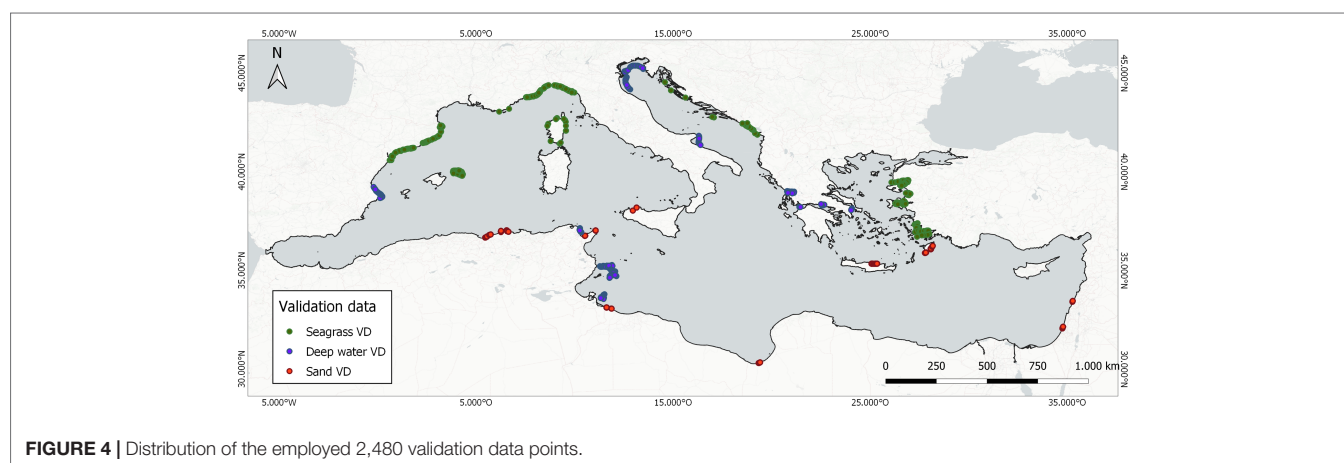 5.000°W 5.000°O 15.000°O 25.000°O 35.000°O
N
45.000°N 45.000°N
40.000°N 40.000°N
35.000°N 35.000°N
30.000°N 30.000°N
Validation data
Seagrass VD
Deep water VD
Sand VD
0 250 500 750 1.000 km
5.000°W 5.000°O 15.000°O 25.000°O 35.000°O
FIGURE 4 | Distribution of the employed 2,480 validation data points.